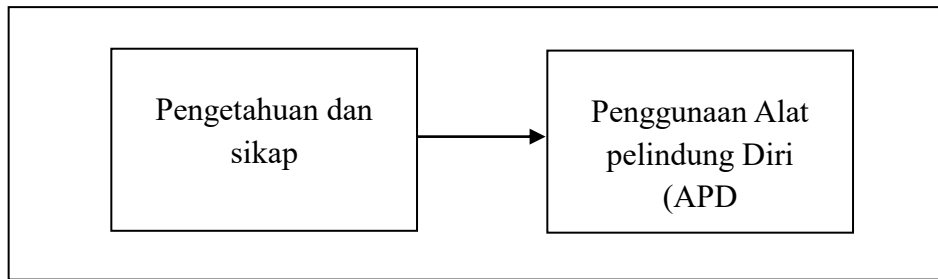 Pengetahuan dan
sikap
Penggunaan Alat
pelindung Diri
(APD